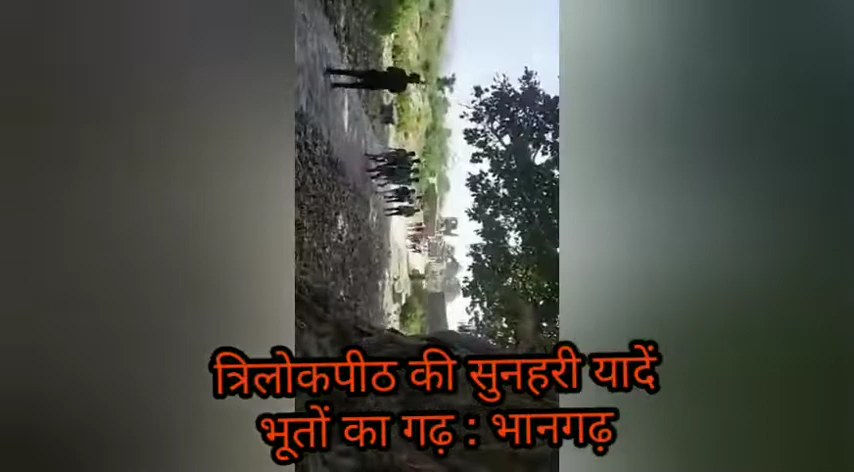 त्रिलोकपीठ की सुनहरी यादें
भूतों का गढ़ : भानगढ़